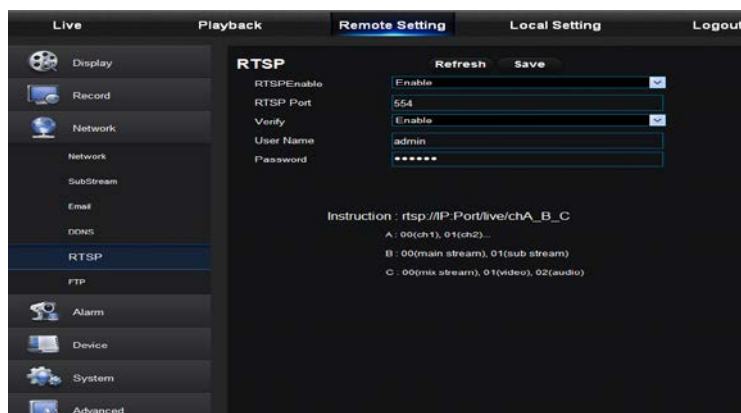 Live Playback Remote Setting Local Setting Logout
Display
Record
Network
Network
SubStream
Email
DDNS
RTSP
FTP
Alarm
Device
System
Advanced
RTSP Refresh Save
RTSPEnable Enable
RTSP Port 554
Verify Enable
User Name admin
Password ••••••
Instruction : rtsp://IP:Port/live/chA_B_C
A : 00(ch1), 01(ch2)...
B : 00(main stream), 01(sub stream)
C : 00(mix stream), 01(video), 02(audio)